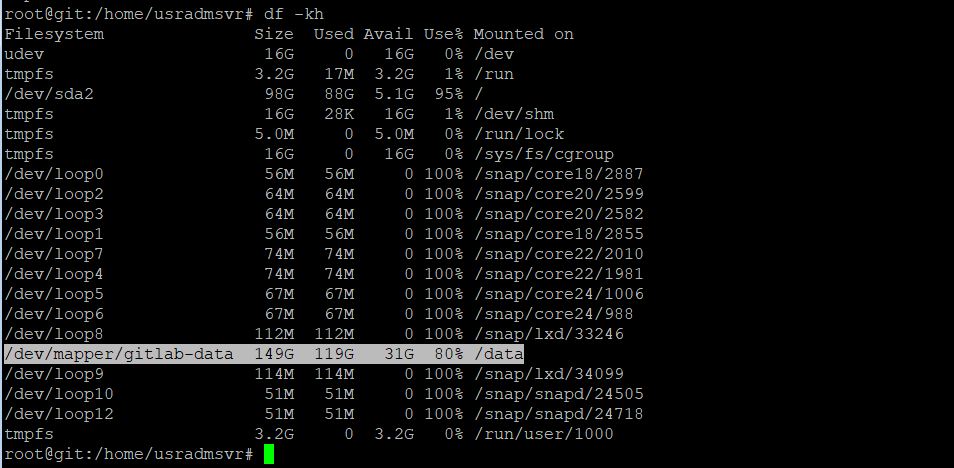 root@git:/home/usradmsvr# df -kh
Filesystem Size Used Avail Use% Mounted on
udev 16G 0 16G 0% /dev
tmpfs 3.2G 17M 3.2G 1% /run
/dev/sda2 98G 88G 5.1G 95% /
tmpfs 16G 28K 16G 1% /dev/shm
tmpfs 5.0M 0 5.0M 0% /run/lock
tmpfs 16G 0 16G 0% /sys/fs/cgroup
/dev/loop0 56M 56M 0 100% /snap/core18/2887
/dev/loop2 64M 64M 0 100% /snap/core20/2599
/dev/loop3 64M 64M 0 100% /snap/core20/2582
/dev/loop1 56M 56M 0 100% /snap/core18/2855
/dev/loop7 74M 74M 0 100% /snap/core22/2010
/dev/loop4 74M 74M 0 100% /snap/core22/1981
/dev/loop5 67M 67M 0 100% /snap/core24/1006
/dev/loop6 67M 67M 0 100% /snap/core24/988
/dev/loop8 112M 112M 0 100% /snap/lxd/33246
/dev/mapper/gitlab-data 149G 119G 31G 80% /data
/dev/loop9 114M 114M 0 100% /snap/lxd/34099
/dev/loop10 51M 51M 0 100% /snap/snapd/24505
/dev/loop12 51M 51M 0 100% /snap/snapd/24718
tmpfs 3.2G 0 3.2G 0% /run/user/1000
root@git:/home/usradmsvr#